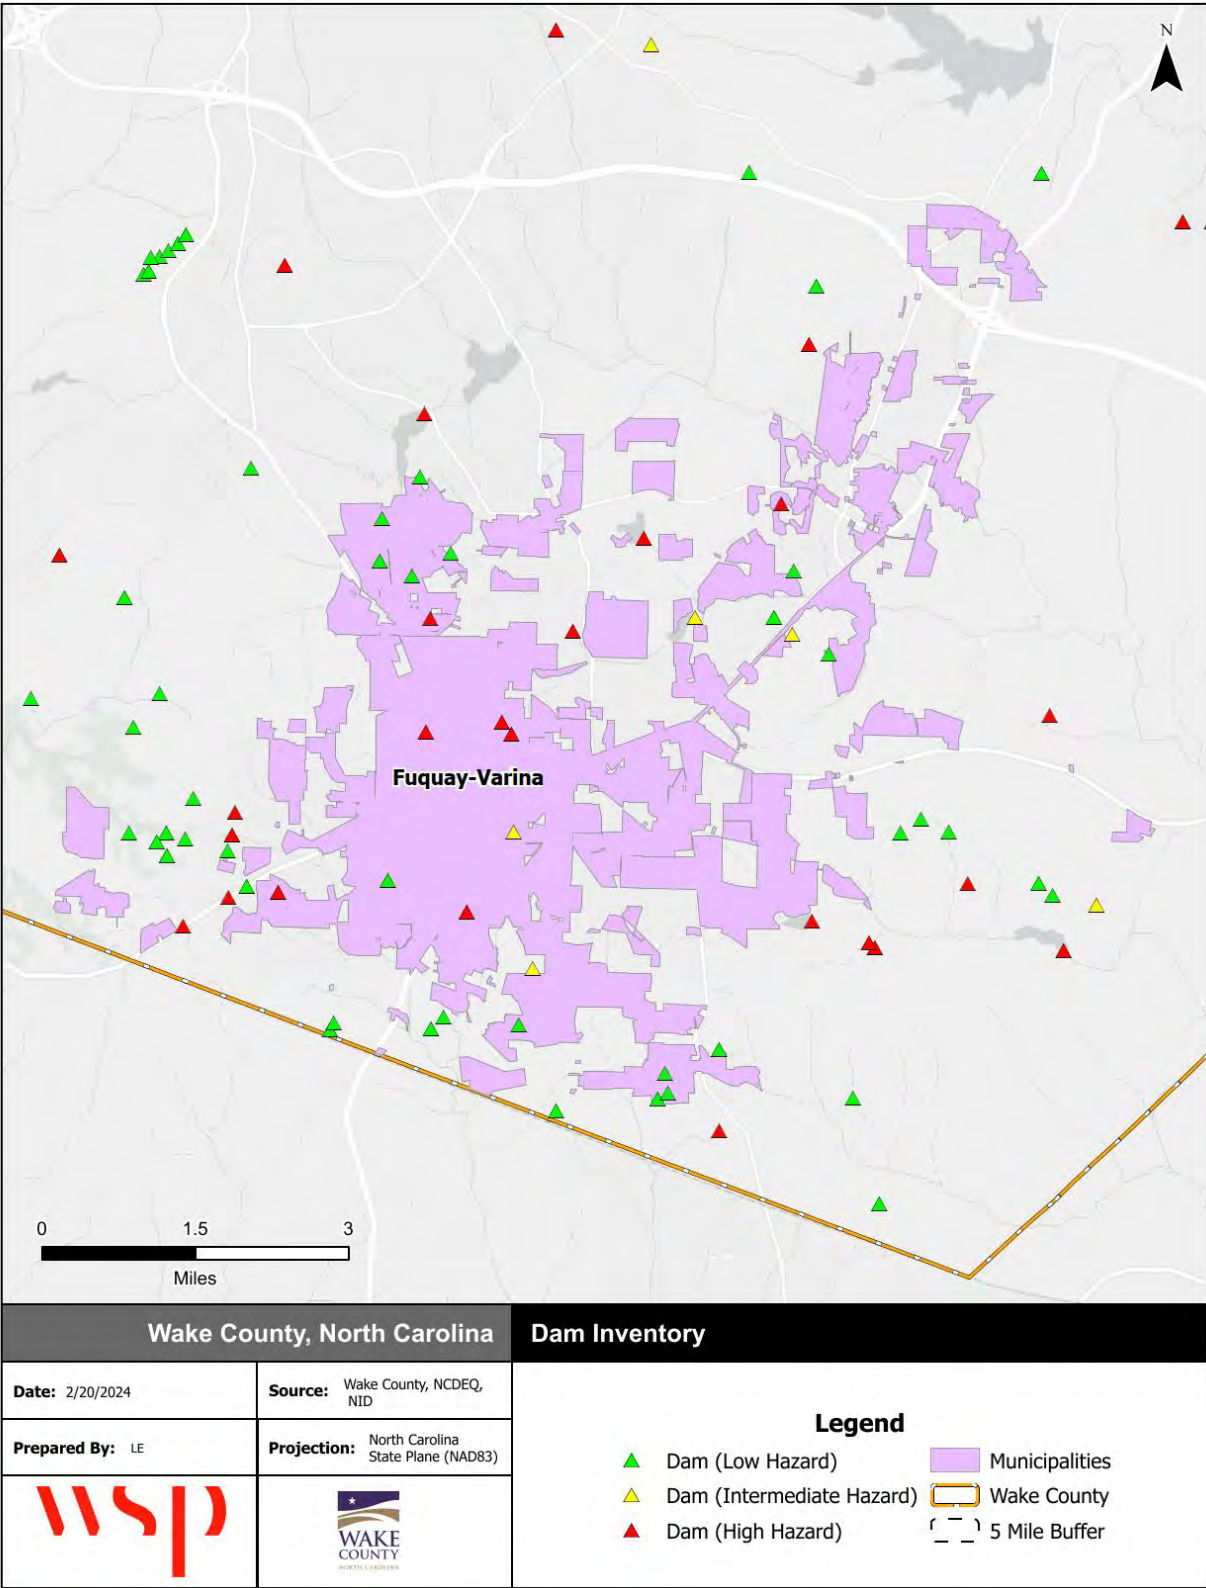 N
Fuquay-Varina
0 1.5 3
Miles
Wake County, North Carolina
Dam Inventory
Date: 2/20/2024
Source: Wake County, NCDEQ,
NID
Prepared By: LE
Projection: North Carolina
State Plane (NAD83)
wsp
WAKE
COUNTY
NORTH CAROLINA
Legend
Dam (Low Hazard)
Dam (Intermediate Hazard)
Dam (High Hazard)
Municipalities
Wake County
5 Mile Buffer